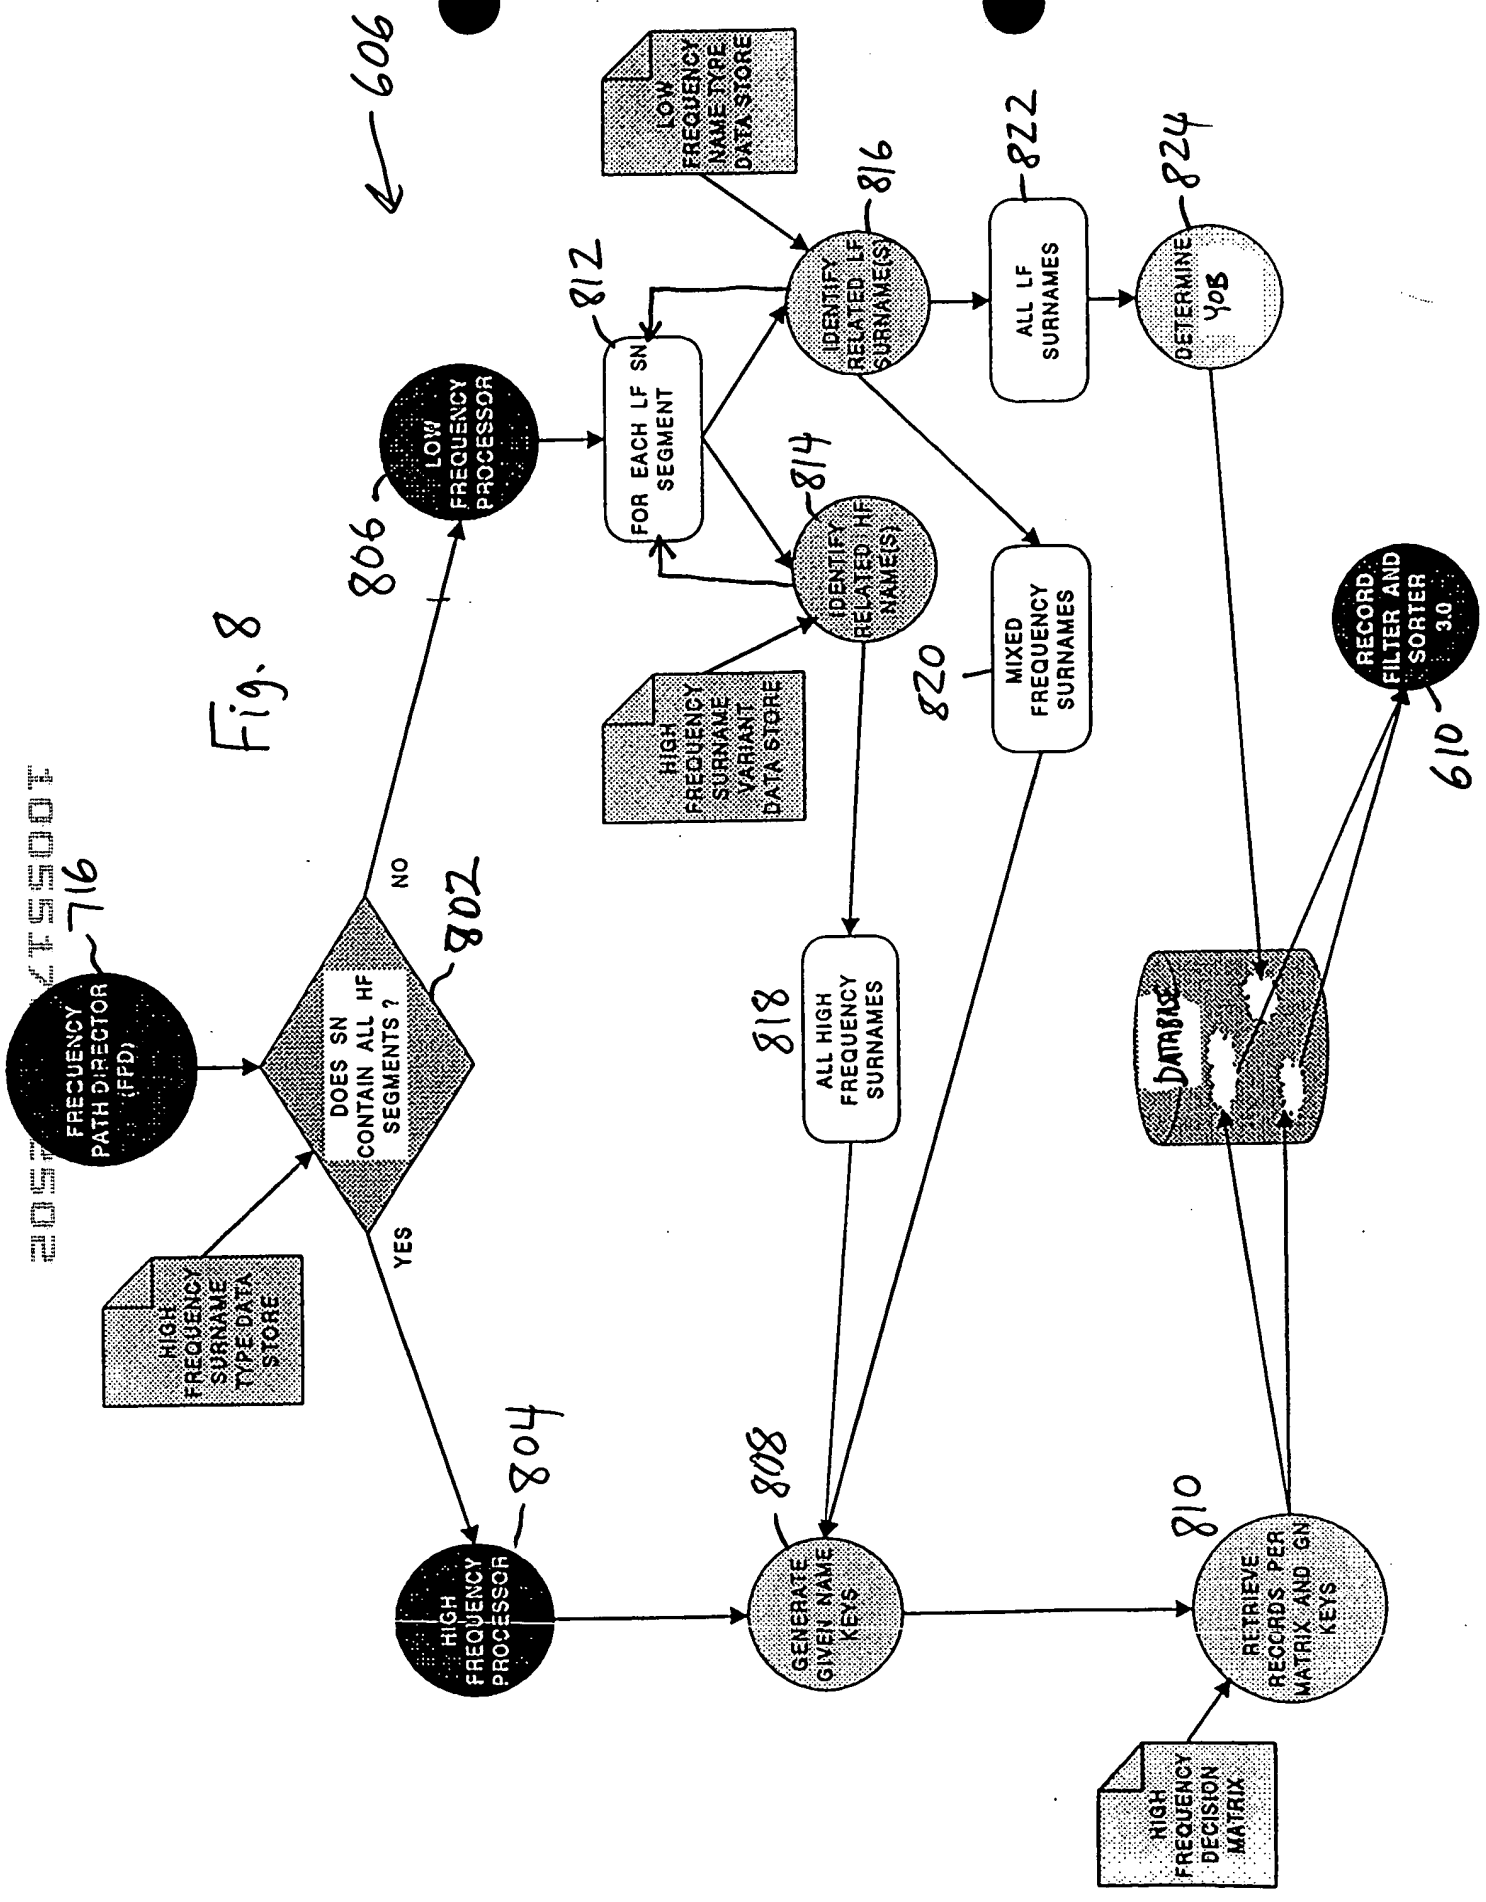 10055179 . 012502
Fig. 8
606
716
FREQUENCY
PATH DIRECTOR
(FPD)
HIGH
FREQUENCY
SURNAME
TYPE DATA
STORE
DOES SN
CONTAIN ALL HF
SEGMENTS ?
802
YES
NO
804
HIGH
FREQUENCY
PROCESSOR
806
LOW
FREQUENCY
PROCESSOR
812
FOR EACH LF SN
SEGMENT
HIGH
FREQUENCY
SURNAME
VARIANT
DATA STORE
LOW
FREQUENCY
NAME TYPE
DATA STORE
814
IDENTIFY
RELATED HF
NAME(S)
816
IDENTIFY
RELATED LF
SURNAME(S)
808
GENERATE
GIVEN NAME
KEYS
818
ALL HIGH
FREQUENCY
SURNAMES
820
MIXED
FREQUENCY
SURNAMES
822
ALL LF
SURNAMES
824
DETERMINE
YOB
HIGH
FREQUENCY
DECISION
MATRIX
810
RETRIEVE
RECORDS PER
MATRIX AND GN
KEYS
DATABASE
RECORD
FILTER AND
SORTER
3.0
610